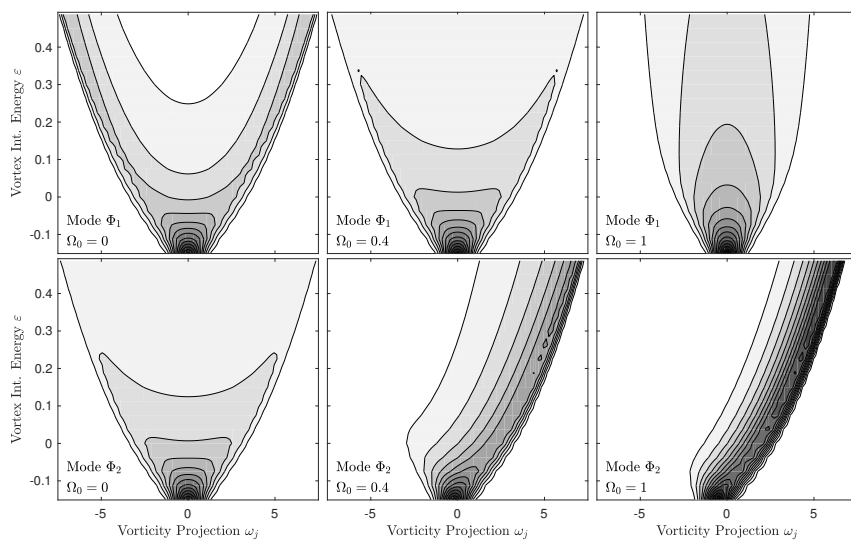 0.4
0.3
0.2
0.1
0
-0.1
Vortex Int. Energy ε
Mode Φ₁
Ω₀ = 0
Mode Φ₁
Ω₀ = 0.4
Mode Φ₁
Ω₀ = 1
0.4
0.3
0.2
0.1
0
-0.1
Vortex Int. Energy ε
Mode Φ₂
Ω₀ = 0
Mode Φ₂
Ω₀ = 0.4
Mode Φ₂
Ω₀ = 1
-5 0 5
-5 0 5
-5 0 5
Vorticity Projection ωⱼ
Vorticity Projection ωⱼ
Vorticity Projection ωⱼ